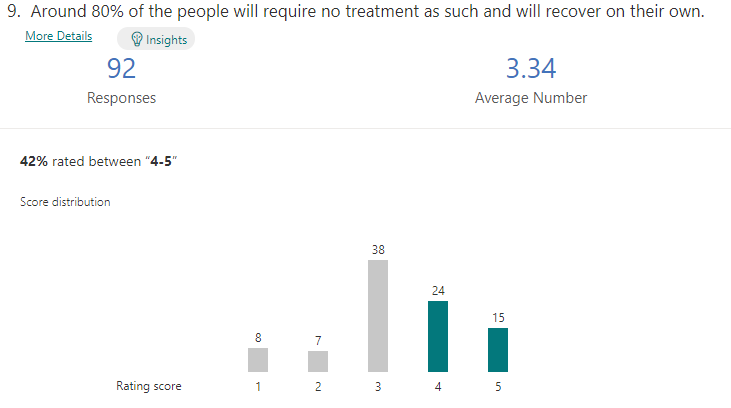 9. Around 80% of the people will require no treatment as such and will recover on their own.
More Details
Insights
92
3.34
Responses
Average Number
42% rated between "4-5"
Score distribution
38
24
15
8
7
Rating score 1 2 3 4 5